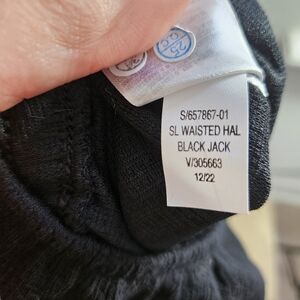 S/657867-01
SL WAISTED HAL
BLACK JACK
V/305663
12/22